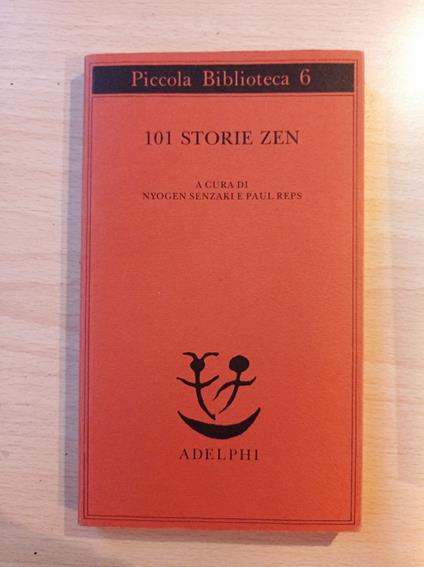 Piccola Biblioteca 6
101 STORIE ZEN
A CURA DI
NYOGEN SENZAKI E PAUL REPS
ADELPHI